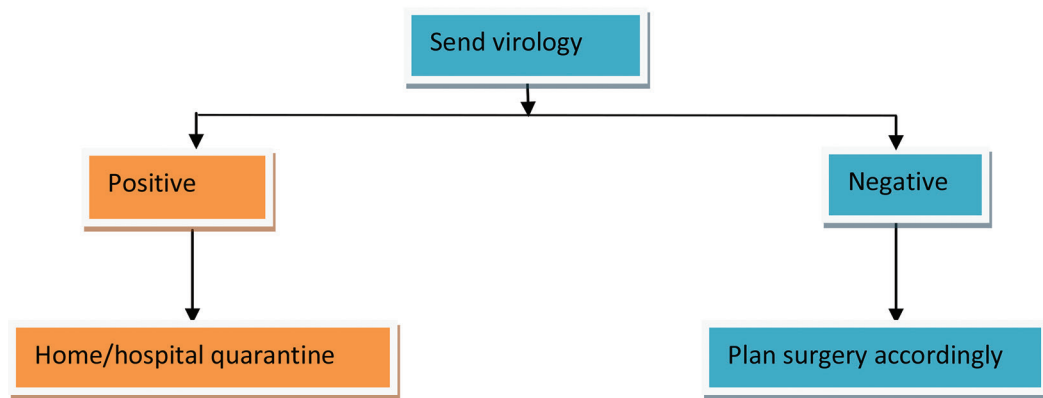 Send virology
Positive
Negative
Home/hospital quarantine
Plan surgery accordingly